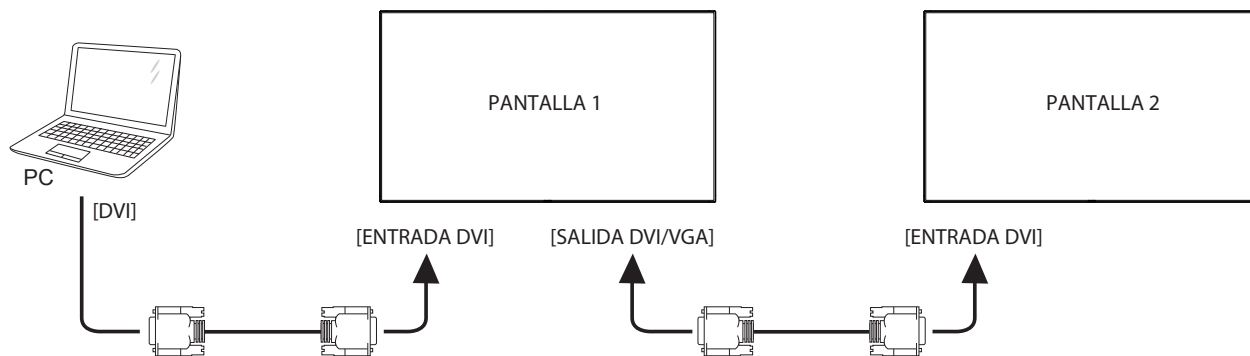 PANTALLA 1
PANTALLA 2
PC
[DVI]
[ENTRADA DVI]
[SALIDA DVI/VGA]
[ENTRADA DVI]